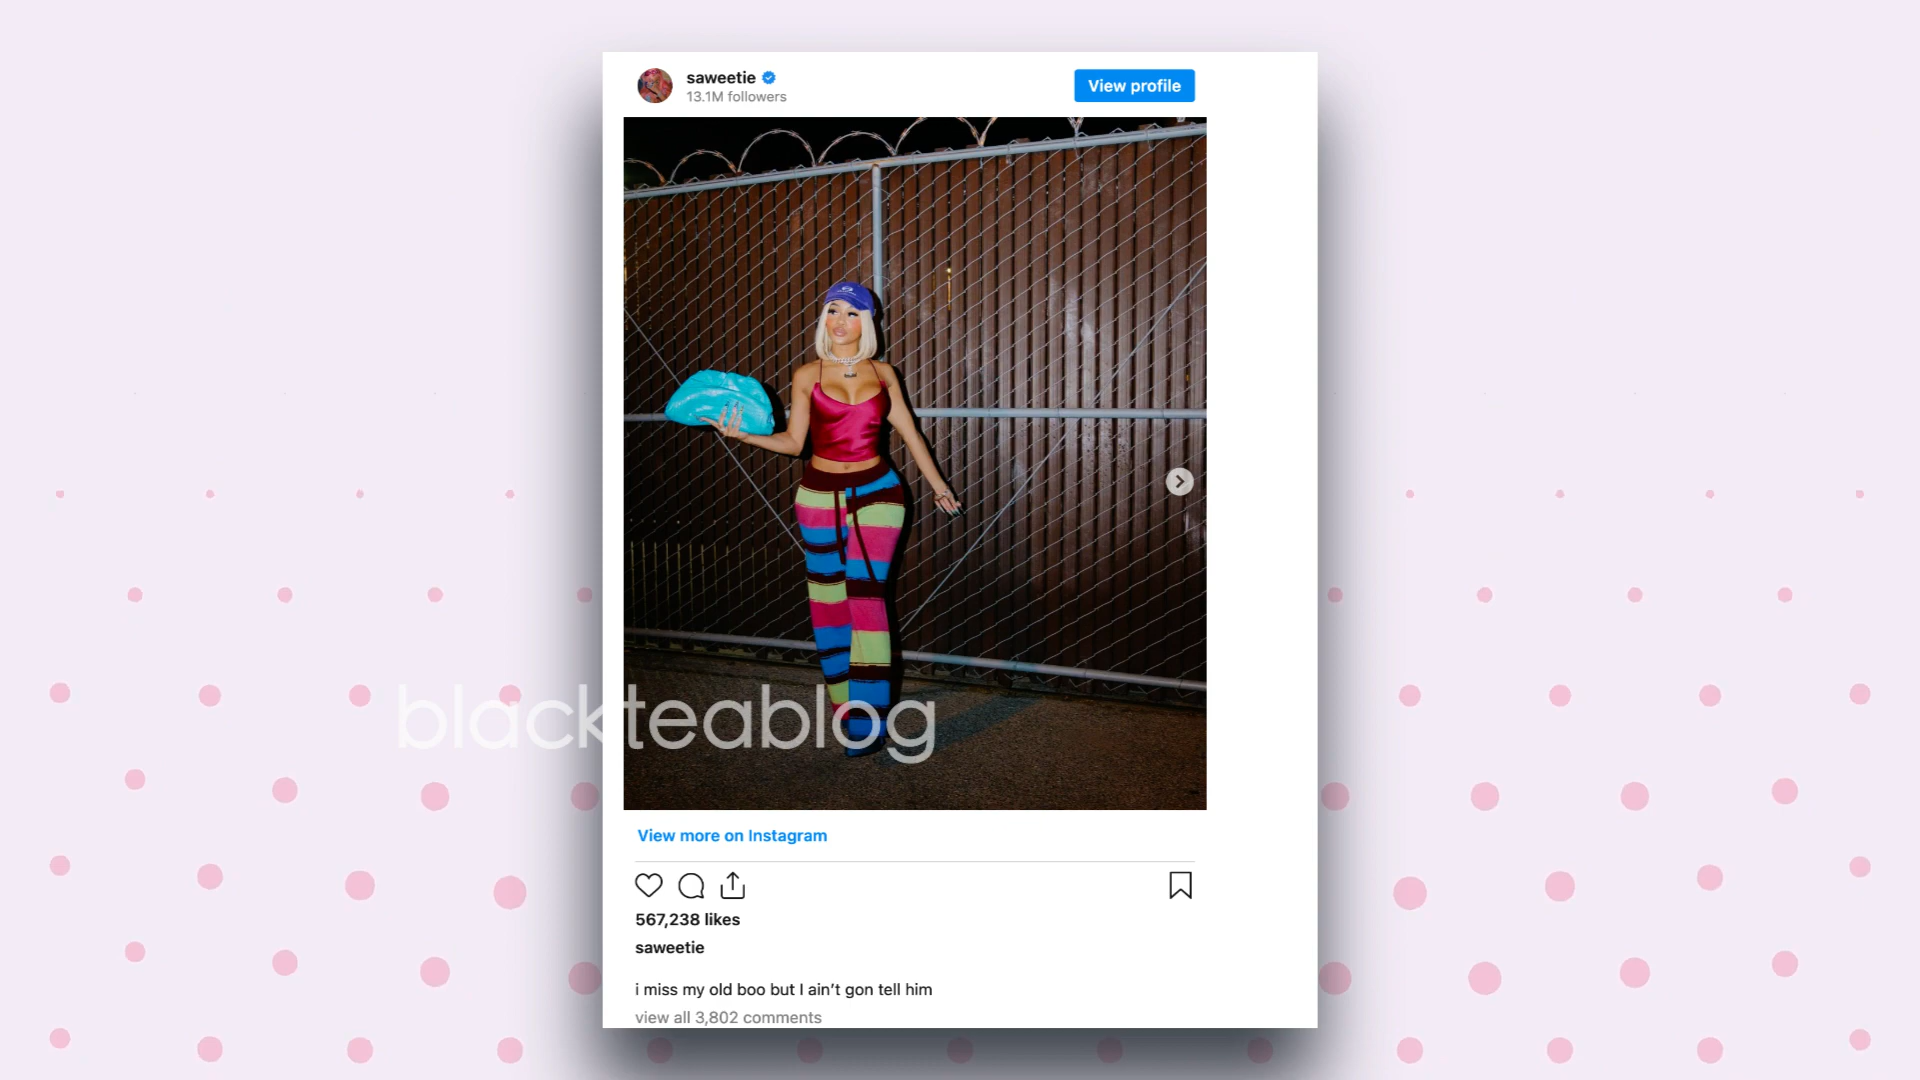 saweetie
13.1M followers
View profile
blackteablog
View more on Instagram
567,238 likes
saweetie
i miss my old boo but I ain’t gon tell him
view all 3,802 comments